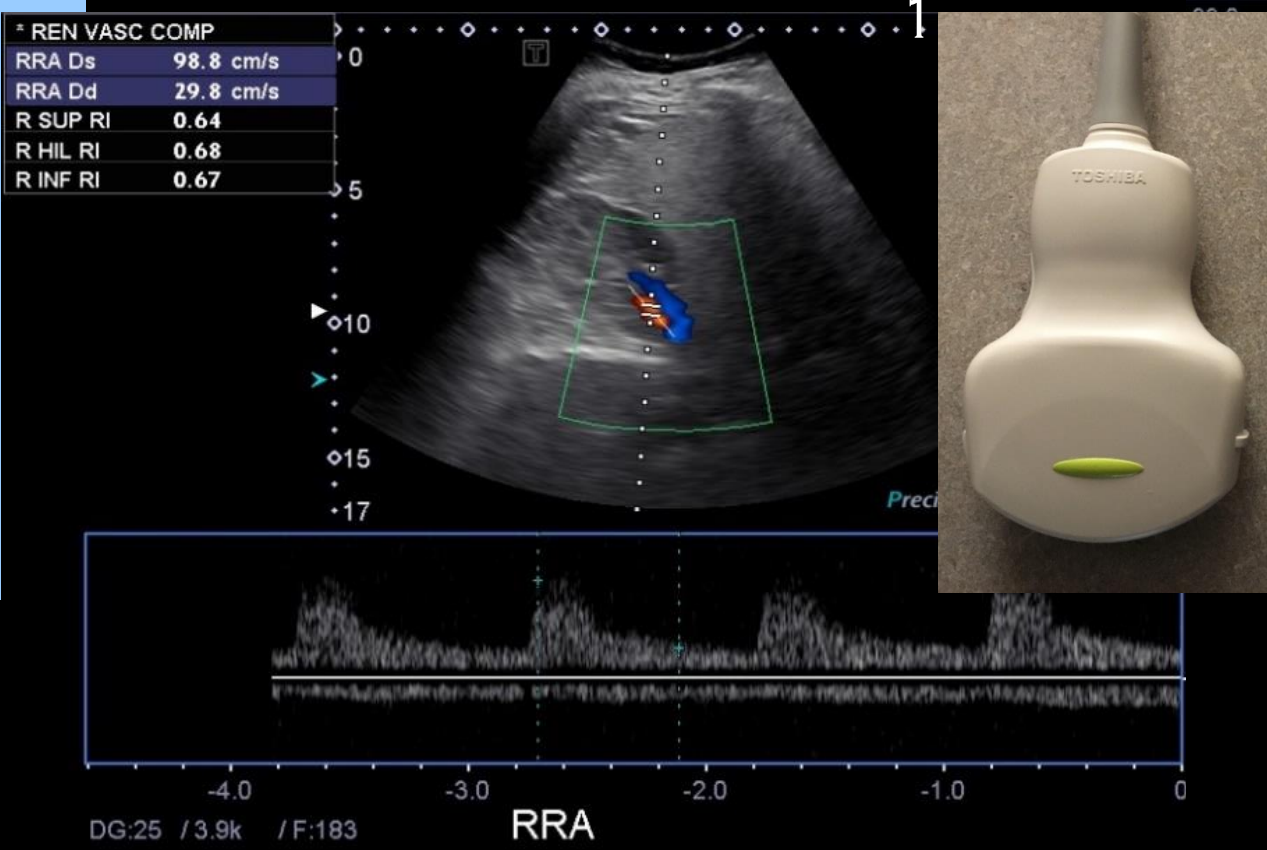 1
* REN VASC COMP
RRA Ds 98.8 cm/s
RRA Dd 29.8 cm/s
R SUP RI 0.64
R HIL RI 0.68
R INF RI 0.67
T
0
5
10
15
17
TOSHIBA
Preci
-4.0 -3.0 -2.0 -1.0 0
DG:25 / 3.9k / F:183
RRA